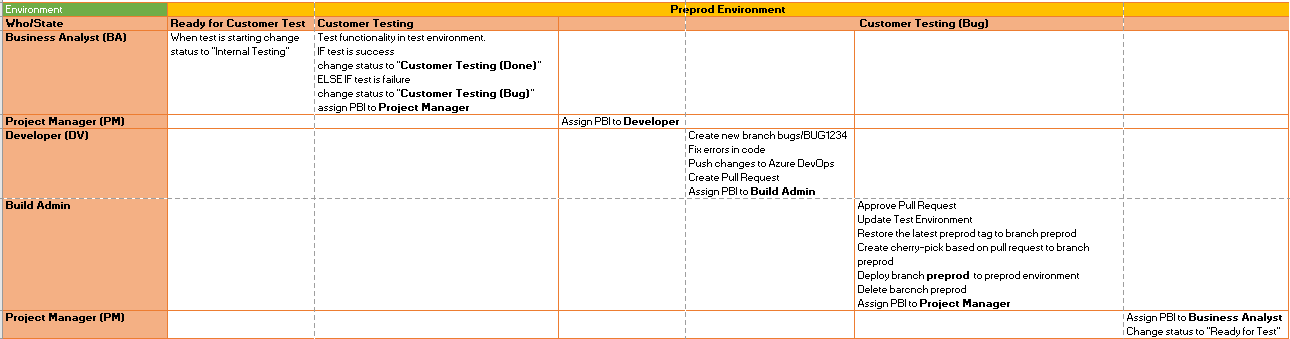 Environment Preprod Environment
Who/State Ready for Customer Test Customer Testing Customer Testing (Bug)
Business Analyst (BA) When test is starting change Test functionality in test environment.
status to "Internal Testing" IF test is success
change status to "Customer Testing (Done)"
ELSE IF test is failure
change status to "Customer Testing (Bug)"
assign PBI to Project Manager
Project Manager (PM) Assign PBI to Developer
Developer (DV) Create new branch bugs/BUG1234
Fix errors in code
Push changes to Azure DevOps
Create Pull Request
Assign PBI to Build Admin
Build Admin Approve Pull Request
Update Test Environment
Restore the latest preprod tag to branch preprod
Create cherry-pick based on pull request to branch
preprod
Deploy branch preprod to preprod environment
Delete barcnch preprod
Assign PBI to Project Manager
Project Manager (PM) Assign PBI to Business Analyst
Change status to "Ready for Test"